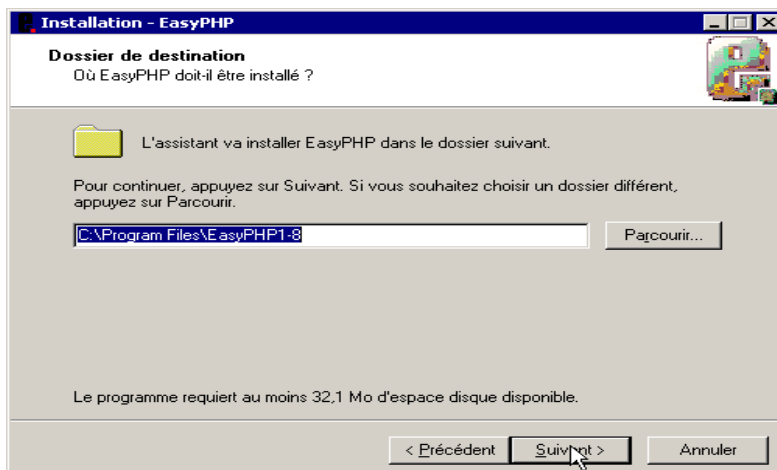 Installation - EasyPHP
Dossier de destination
Où EasyPHP doit-il être installé ?
L'assistant va installer EasyPHP dans le dossier suivant.
Pour continuer, appuyez sur Suivant. Si vous souhaitez choisir un dossier différent,
appuyez sur Parcourir.
C:\Program Files\EasyPHP1-8
Parcourir...
Le programme requiert au moins 32,1 Mo d'espace disque disponible.
< Précédent
Suivant >
Annuler